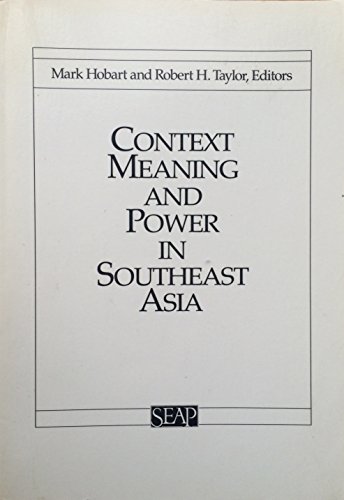 Mark Hobart and Robert H. Taylor, Editors
CONTEXT
MEANING
AND
POWER
IN
SOUTHEAST
ASIA
SEAP